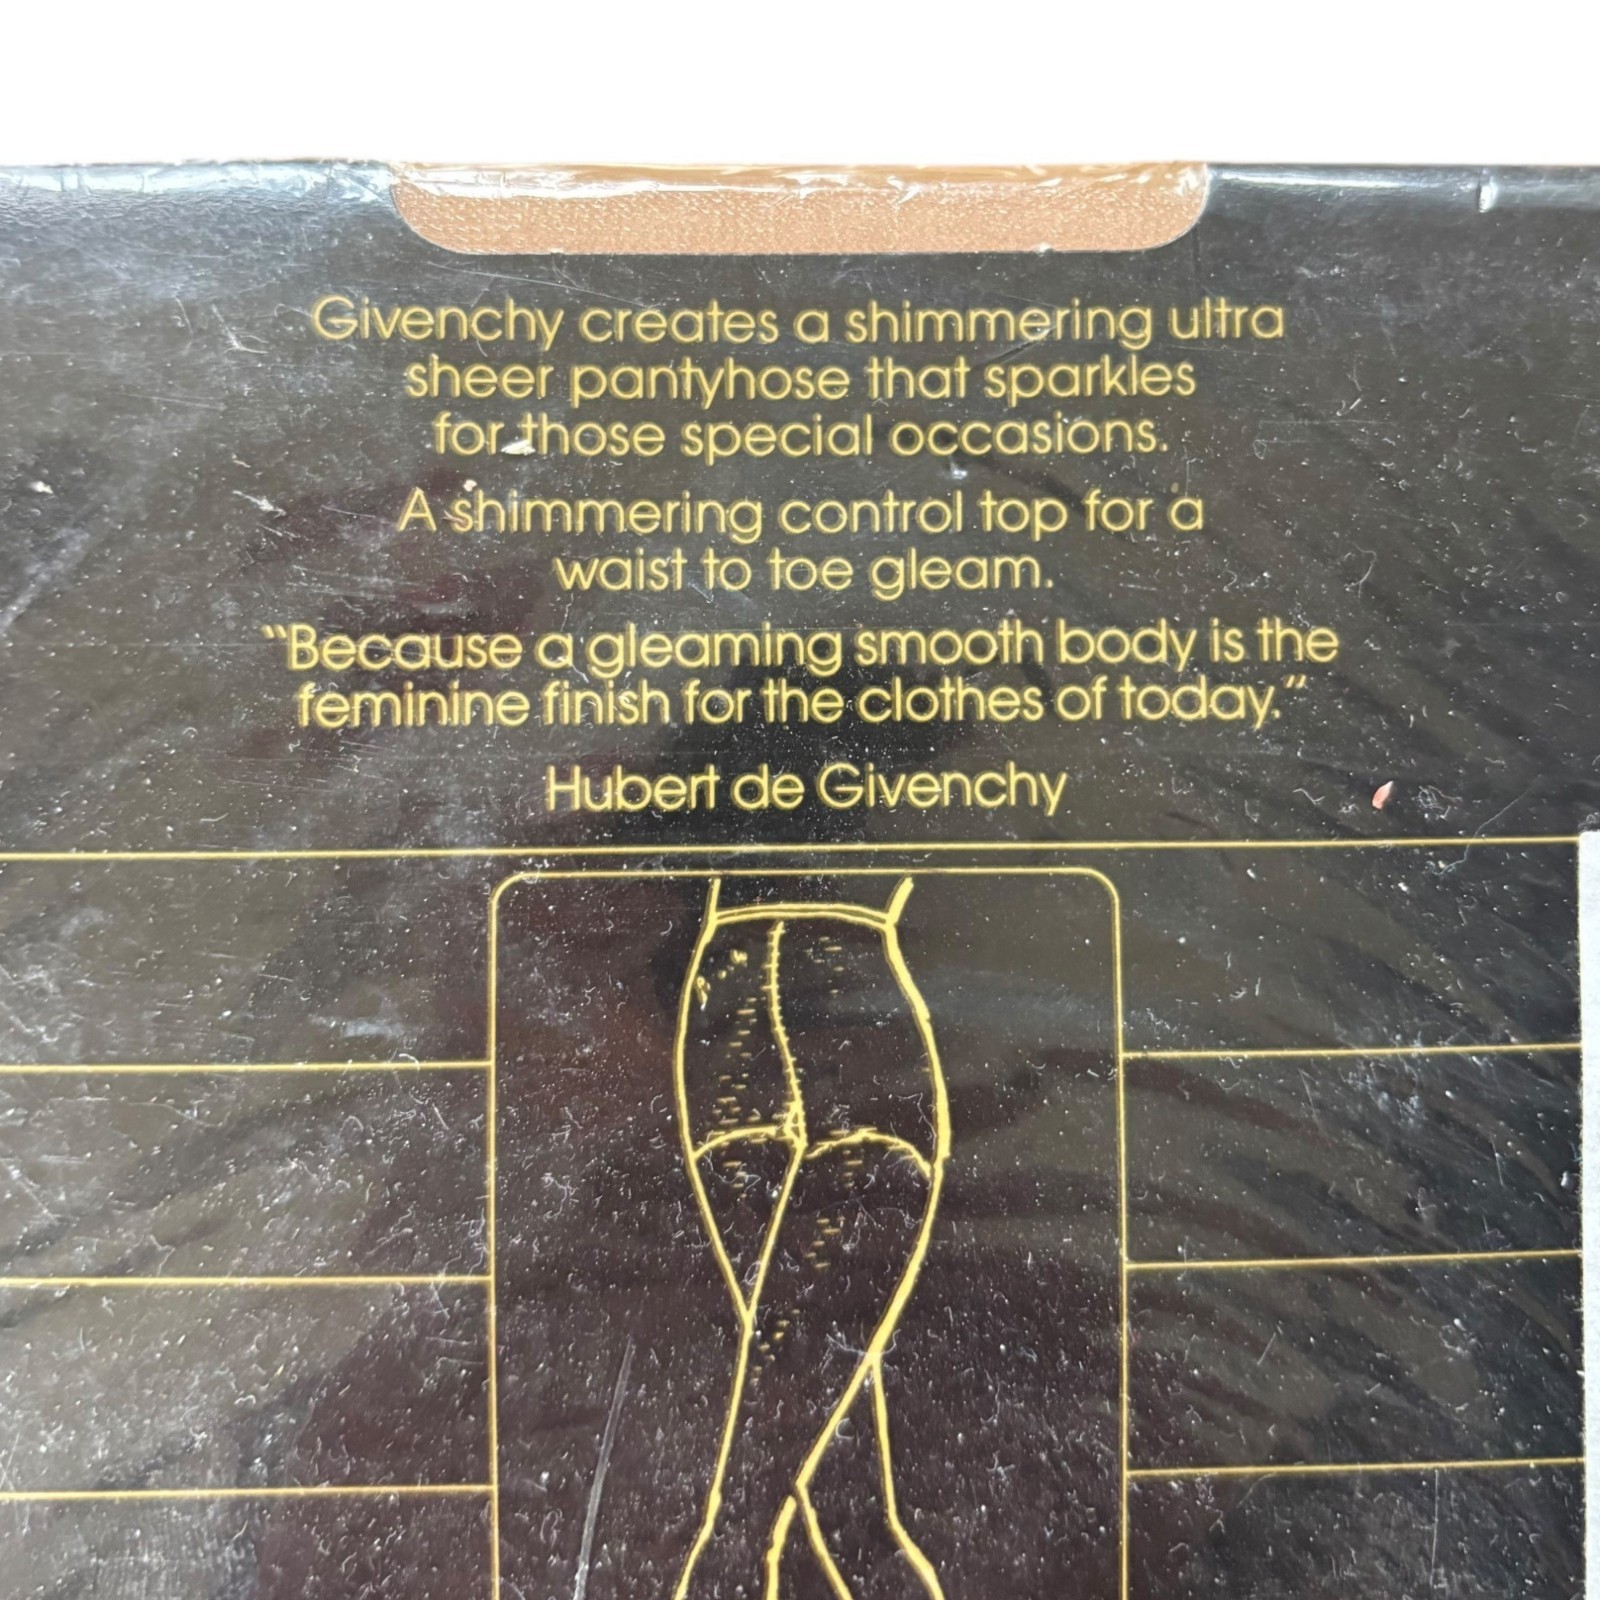 Givenchy creates a shimmering ultra
sheer pantyhose that sparkles
for those special occasions.
A shimmering control top for a
waist to toe gleam.
"Because a gleaming smooth body is the
feminine finish for the clothes of today."
Hubert de Givenchy